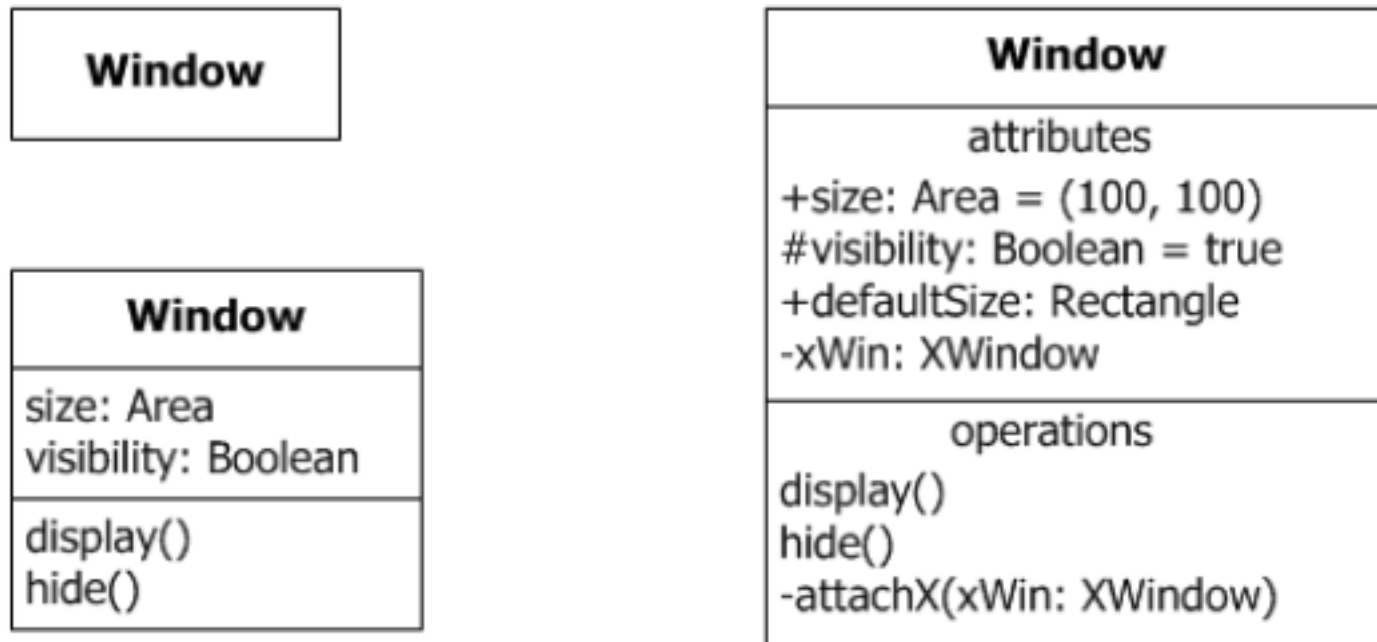 Window
Window
size: Area
visibility: Boolean
display()
hide()
Window
attributes
+size: Area = (100, 100)
#visibility: Boolean = true
+defaultSize: Rectangle
-xWin: XWindow
operations
display()
hide()
-attachX(xWin: XWindow)